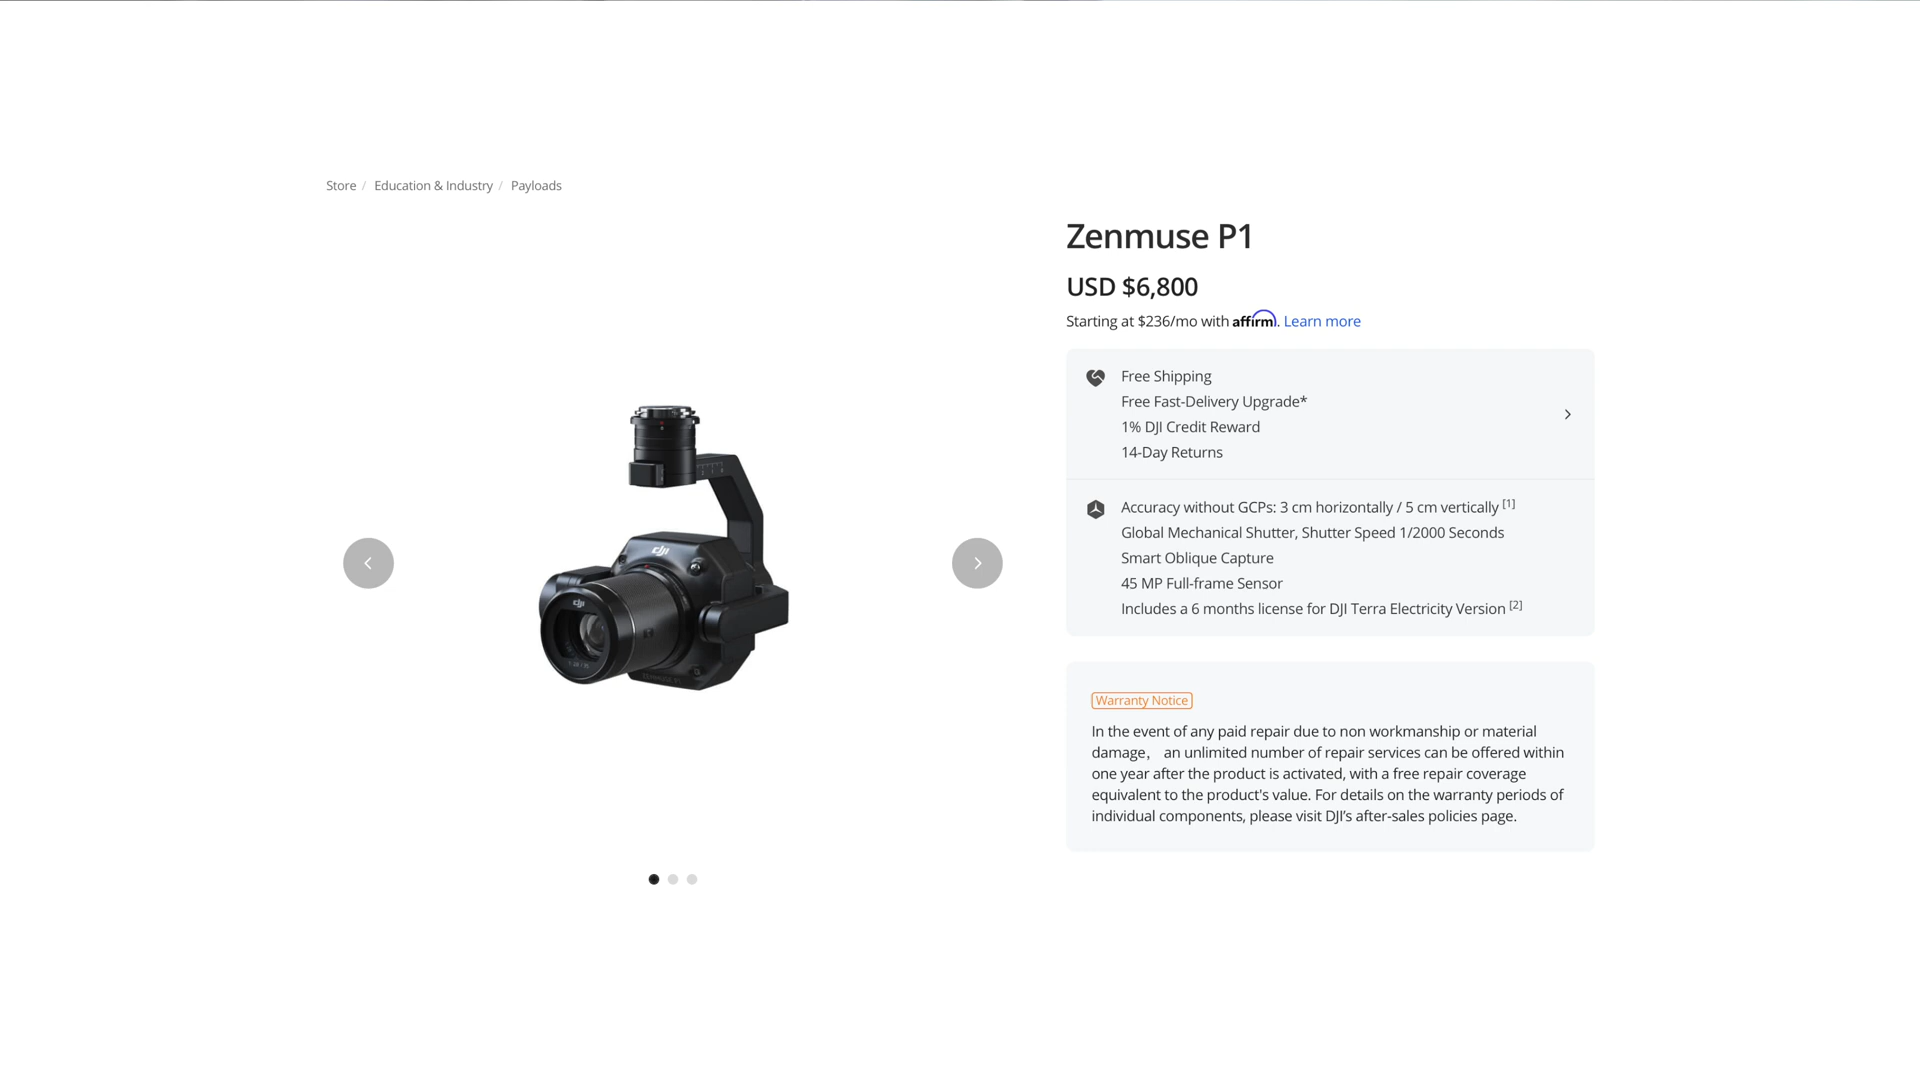 Store / Education & Industry / Payloads
Zenmuse P1
USD $6,800
Starting at $236/mo with affirm. Learn more
Free Shipping
Free Fast-Delivery Upgrade*
1% DJI Credit Reward
14-Day Returns
Accuracy without GCPs: 3 cm horizontally / 5 cm vertically [1]
Global Mechanical Shutter, Shutter Speed 1/2000 Seconds
Smart Oblique Capture
45 MP Full-frame Sensor
Includes a 6 months license for DJI Terra Electricity Version [2]
Warranty Notice
In the event of any paid repair due to non workmanship or material
damage， an unlimited number of repair services can be offered within
one year after the product is activated, with a free repair coverage
equivalent to the product's value. For details on the warranty periods of
individual components, please visit DJI’s after-sales policies page.
dji
dji